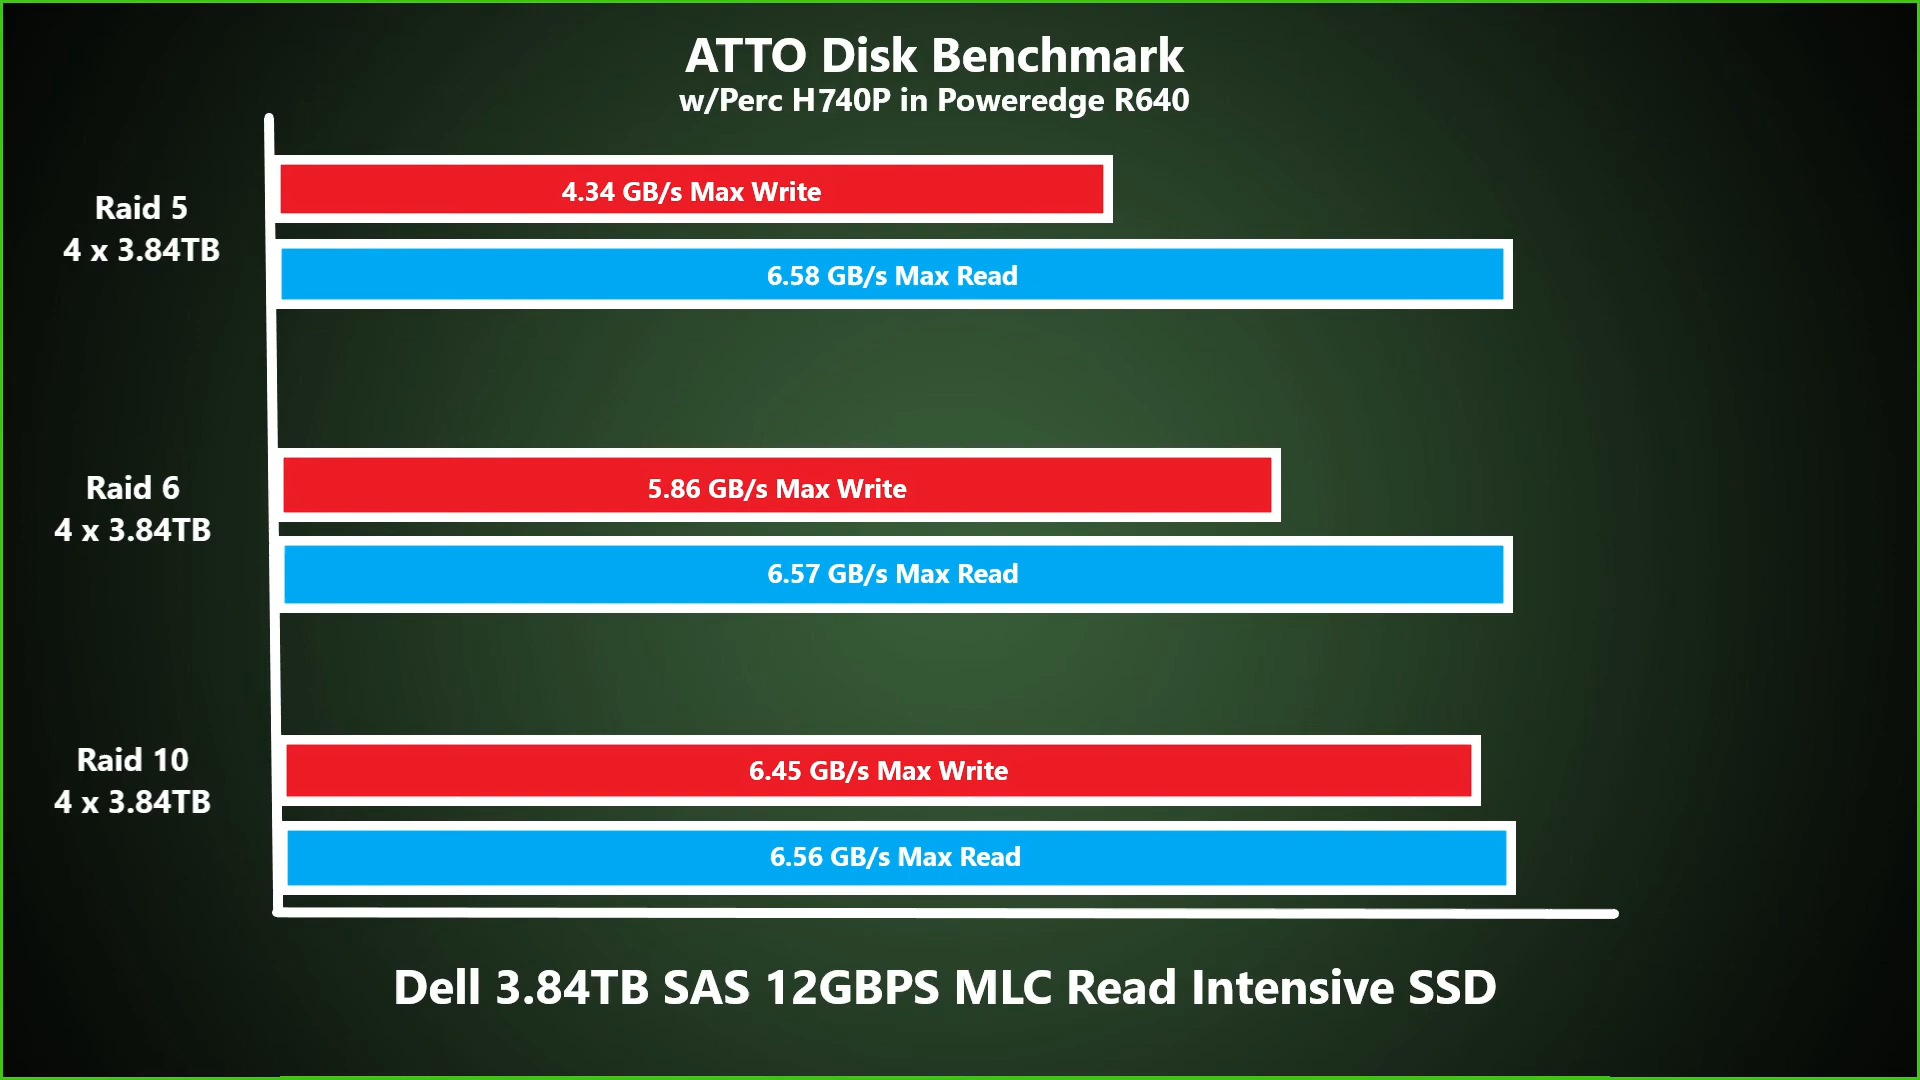 ATTO Disk Benchmark
w/Perc H740P in Poweredge R640
Raid 5
4 x 3.84TB
4.34 GB/s Max Write
6.58 GB/s Max Read
Raid 6
4 x 3.84TB
5.86 GB/s Max Write
6.57 GB/s Max Read
Raid 10
4 x 3.84TB
6.45 GB/s Max Write
6.56 GB/s Max Read
Dell 3.84TB SAS 12GBPS MLC Read Intensive SSD